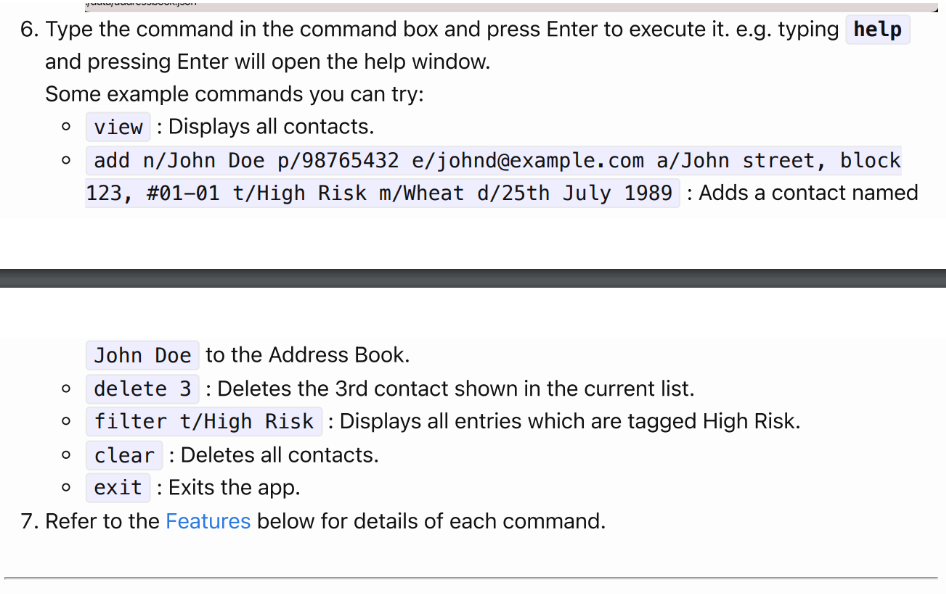 6. Type the command in the command box and press Enter to execute it. e.g. typing help
and pressing Enter will open the help window.
Some example commands you can try:
view : Displays all contacts.
add n/John Doe p/98765432 e/johnd@example.com a/John street, block
123, #01-01 t/High Risk m/Wheat d/25th July 1989 : Adds a contact named
John Doe to the Address Book.
delete 3 : Deletes the 3rd contact shown in the current list.
filter t/High Risk : Displays all entries which are tagged High Risk.
clear : Deletes all contacts.
exit : Exits the app.
7. Refer to the Features below for details of each command.